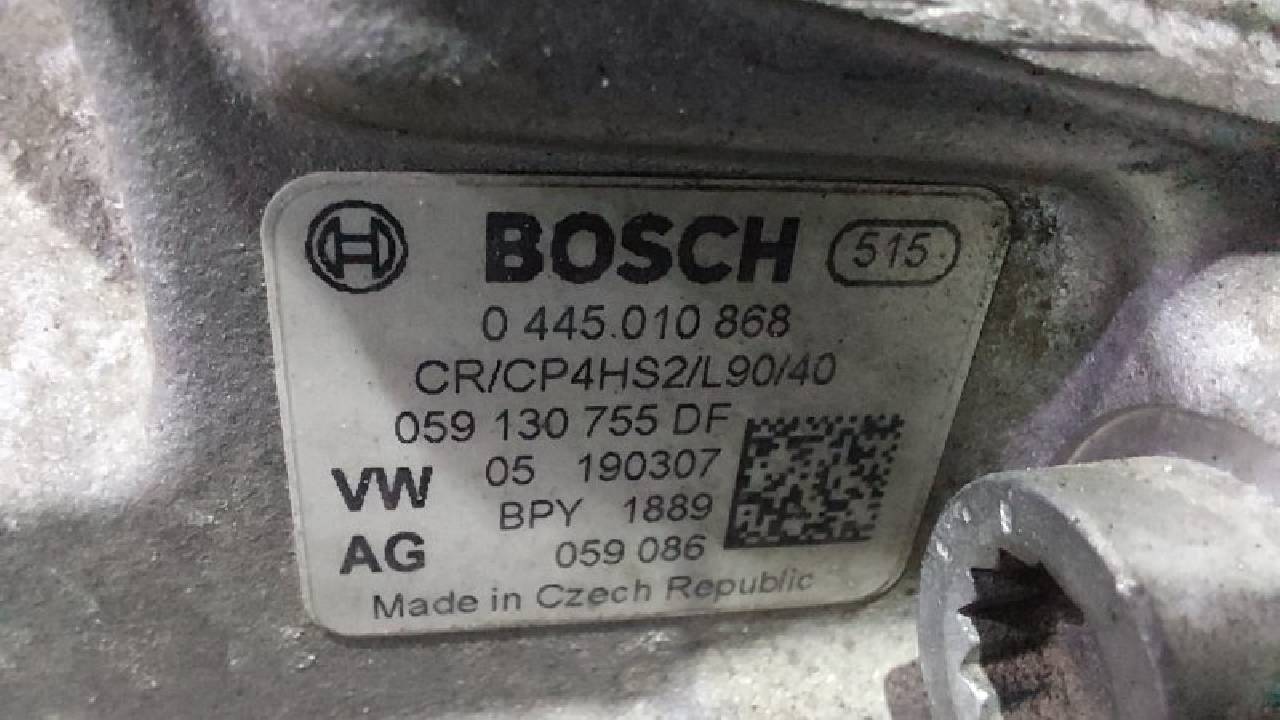 BOSCH 515
0 445.010 868
CR/CP4HS2/L90/40
059 130 755 DF
VW 05 190307
BPY 1889
AG 059 086
Made in Czech Republic